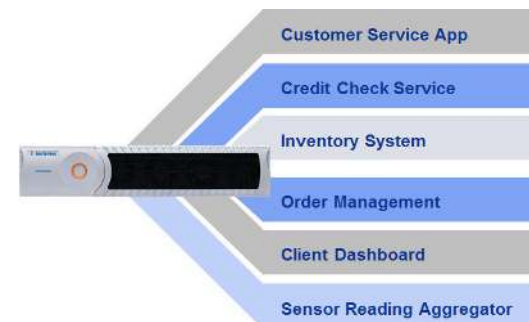 Customer Service App
Credit Check Service
Inventory System
Order Management
Client Dashboard
Sensor Reading Aggregator